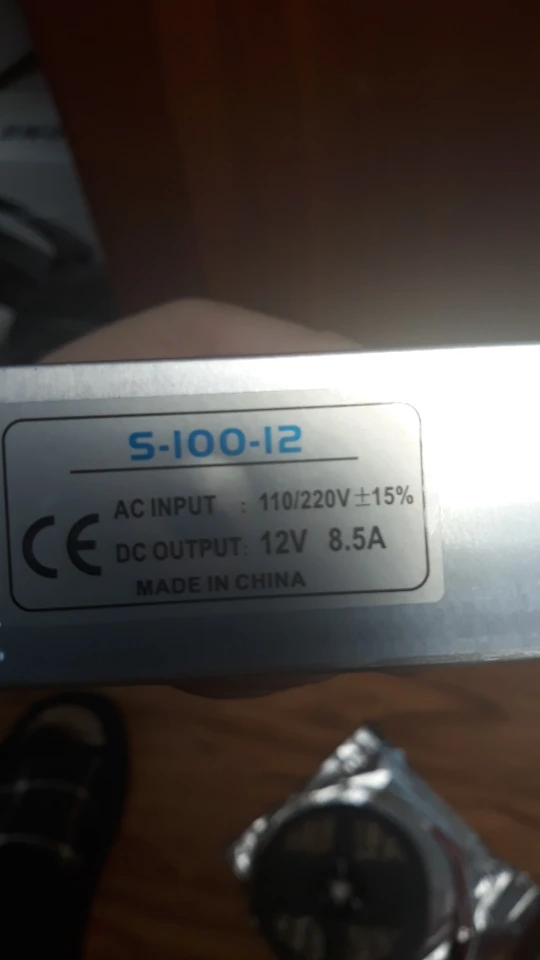 S-100-12
AC INPUT : 110/220V±15%
DC OUTPUT: 12V 8.5A
MADE IN CHINA
CE